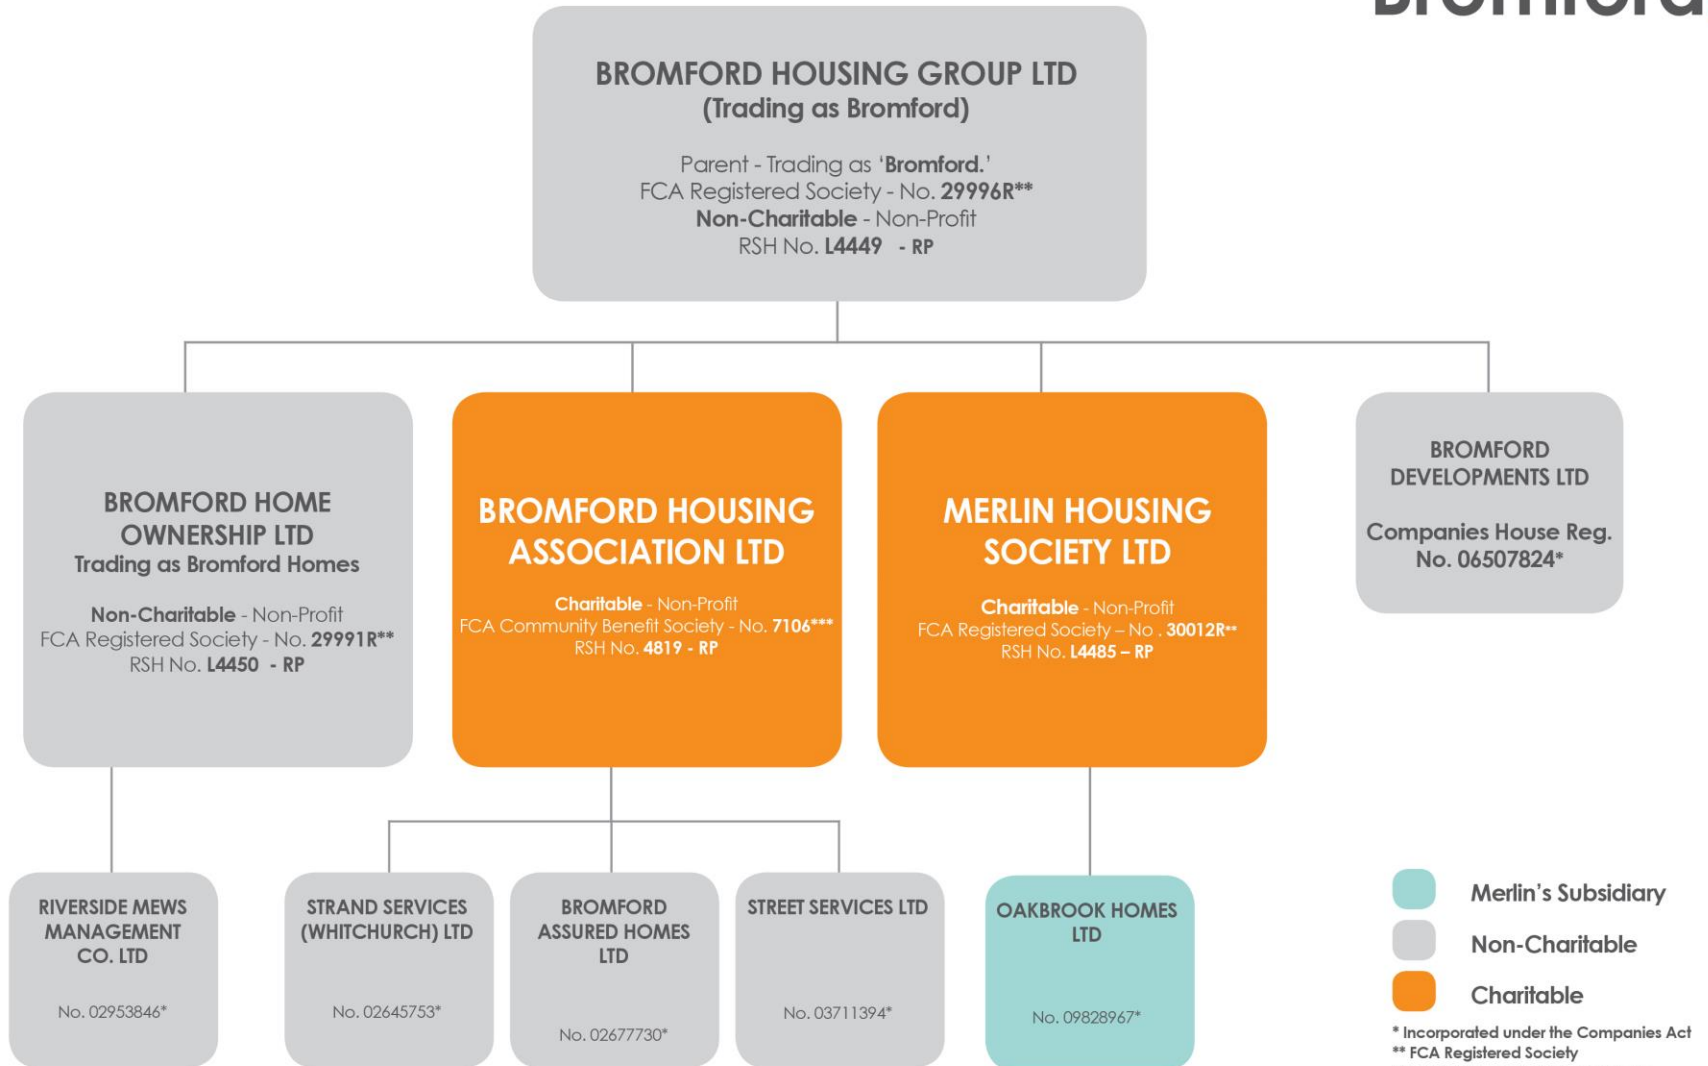 Bromford
BROMFORD HOUSING GROUP LTD
(Trading as Bromford)
Parent - Trading as ‘Bromford.’
FCA Registered Society - No. 29996R**
Non-Charitable - Non-Profit
RSH No. L4449 - RP
BROMFORD HOME
OWNERSHIP LTD
Trading as Bromford Homes
Non-Charitable - Non-Profit
FCA Registered Society - No. 29991R**
RSH No. L4450 - RP
BROMFORD HOUSING
ASSOCIATION LTD
Charitable - Non-Profit
FCA Community Benefit Society - No. 7106***
RSH No. 4819 - RP
MERLIN HOUSING
SOCIETY LTD
Charitable - Non-Profit
FCA Registered Society – No . 30012R**
RSH No. L4485 – RP
BROMFORD
DEVELOPMENTS LTD
Companies House Reg.
No. 06507824*
RIVERSIDE MEWS
MANAGEMENT
CO. LTD
No. 02953846*
STRAND SERVICES
(WHITCHURCH) LTD
No. 02645753*
BROMFORD
ASSURED HOMES
LTD
No. 02677730*
STREET SERVICES LTD
No. 03711394*
OAKBROOK HOMES
LTD
No. 09828967*
Merlin’s Subsidiary
Non-Charitable
Charitable
* Incorporated under the Companies Act
** FCA Registered Society